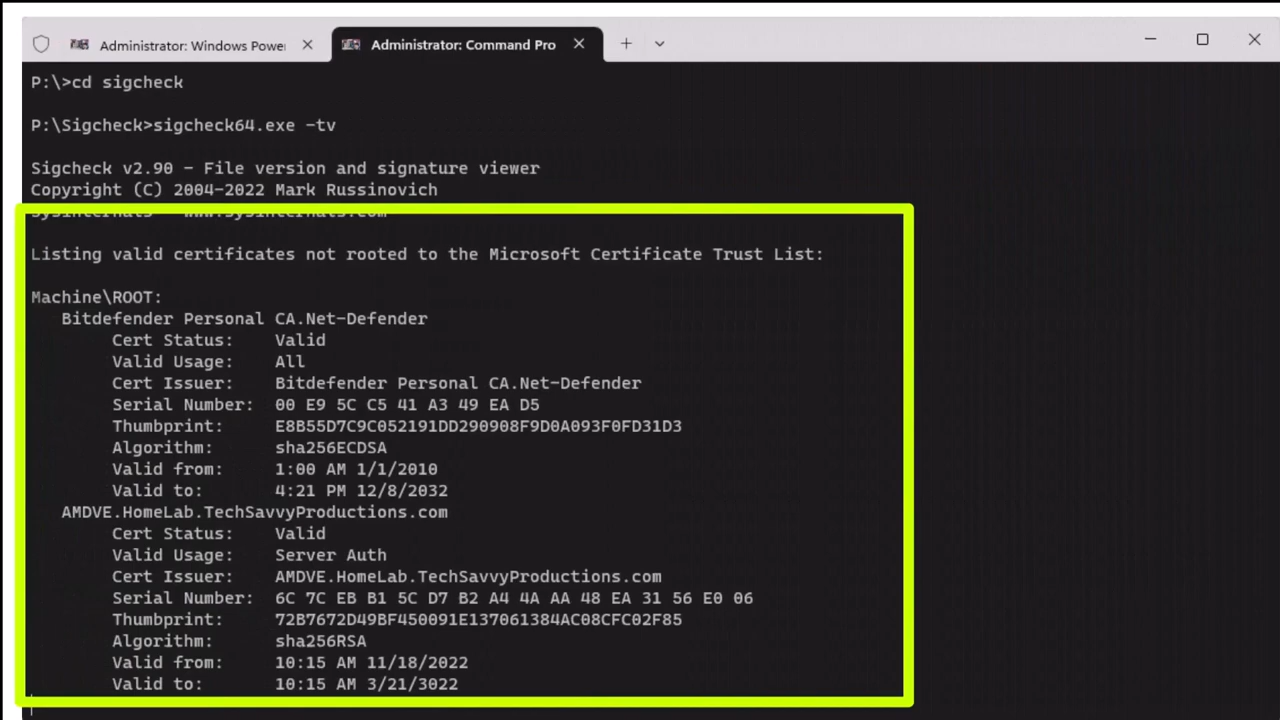 Administrator: Windows Power
Administrator: Command Pro
P:\>cd sigcheck
P:\Sigcheck>sigcheck64.exe -tv
Sigcheck v2.90 - File version and signature viewer
Copyright (C) 2004-2022 Mark Russinovich
Sysinternals - www.sysinternals.com
Listing valid certificates not rooted to the Microsoft Certificate Trust List:
Machine\ROOT:
Bitdefender Personal CA.Net-Defender
Cert Status: Valid
Valid Usage: All
Cert Issuer: Bitdefender Personal CA.Net-Defender
Serial Number: 00 E9 5C C5 41 A3 49 EA D5
Thumbprint: E8B55D7C9C052191DD290908F9D0A093F0FD31D3
Algorithm: sha256ECDSA
Valid from: 1:00 AM 1/1/2010
Valid to: 4:21 PM 12/8/2032
AMDVE.HomeLab.TechSavvyProductions.com
Cert Status: Valid
Valid Usage: Server Auth
Cert Issuer: AMDVE.HomeLab.TechSavvyProductions.com
Serial Number: 6C 7C EB B1 5C D7 B2 A4 4A AA 48 EA 31 56 E0 06
Thumbprint: 72B7672D49BF450091E137061384AC08CFC02F85
Algorithm: sha256RSA
Valid from: 10:15 AM 11/18/2022
Valid to: 10:15 AM 3/21/3022